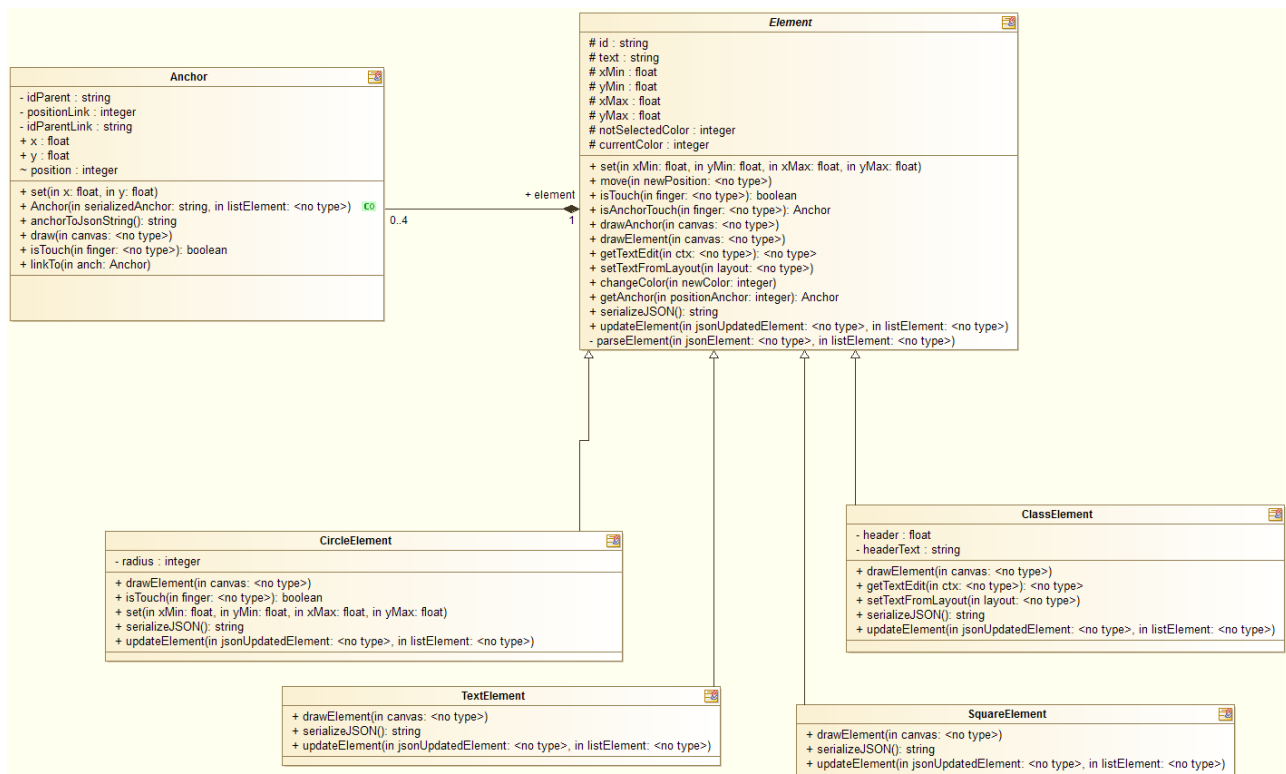 Element
# id : string
# text : string
# xMin : float
# yMin : float
# xMax : float
# yMax : float
# notSelectedColor : integer
# currentColor : integer
+ set(in xMin: float, in yMin: float, in xMax: float, in yMax: float)
+ move(in newPosition: <no type>)
+ isTouch(in finger: <no type>): boolean
+ isAnchorTouch(in finger: <no type>): Anchor
+ drawAnchor(in canvas: <no type>)
+ drawElement(in canvas: <no type>)
+ getTextEdit(in ctx: <no type>): <no type>
+ setTextFromLayout(in layout: <no type>)
+ changeColor(in newColor: integer)
+ getAnchor(in positionAnchor: integer): Anchor
+ serializeJSON(): string
+ updateElement(in jsonUpdatedElement: <no type>, in listElement: <no type>)
- parseElement(in jsonElement: <no type>, in listElement: <no type>)
Anchor
- idParent : string
- positionLink : integer
- idParentLink : string
+ x : float
+ y : float
~ position : integer
+ set(in x: float, in y: float)
+ Anchor(in serializedAnchor: string, in listElement: <no type>) co
+ anchorToJsonString(): string
+ draw(in canvas: <no type>)
+ isTouch(in finger: <no type>): boolean
+ linkTo(in anch: Anchor)
+ element
0..4
1
CircleElement
- radius : integer
+ drawElement(in canvas: <no type>)
+ isTouch(in finger: <no type>): boolean
+ set(in xMin: float, in yMin: float, in xMax: float, in yMax: float)
+ serializeJSON(): string
+ updateElement(in jsonUpdatedElement: <no type>, in listElement: <no type>)
ClassElement
- header : float
- headerText : string
+ drawElement(in canvas: <no type>)
+ getTextEdit(in ctx: <no type>): <no type>
+ setTextFromLayout(in layout: <no type>)
+ serializeJSON(): string
+ updateElement(in jsonUpdatedElement: <no type>, in listElement: <no type>)
TextElement
+ drawElement(in canvas: <no type>)
+ serializeJSON(): string
+ updateElement(in jsonUpdatedElement: <no type>, in listElement: <no type>)
SquareElement
+ drawElement(in canvas: <no type>)
+ serializeJSON(): string
+ updateElement(in jsonUpdatedElement: <no type>, in listElement: <no type>)